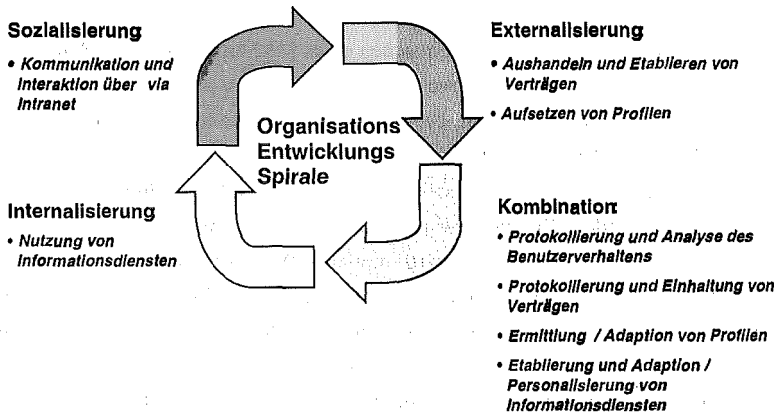 Sozialisierung
• Kommunikation und
Interaktion über via
Intranet
Externalisierung
• Aushandeln und Etablieren von
Verträgen
• Aufsetzen von Profilen
Organisations
Entwicklungs
Spirale
Internalisierung
• Nutzung von
Informationsdiensten
Kombination:
• Protokollierung und Analyse des
Benutzerverhaltens
• Protokollierung und Einhaltung von
Verträgen
• Ermittlung / Adaption von Profilen
• Etablierung und Adaption /
Personalisierung von
Informationsdiensten